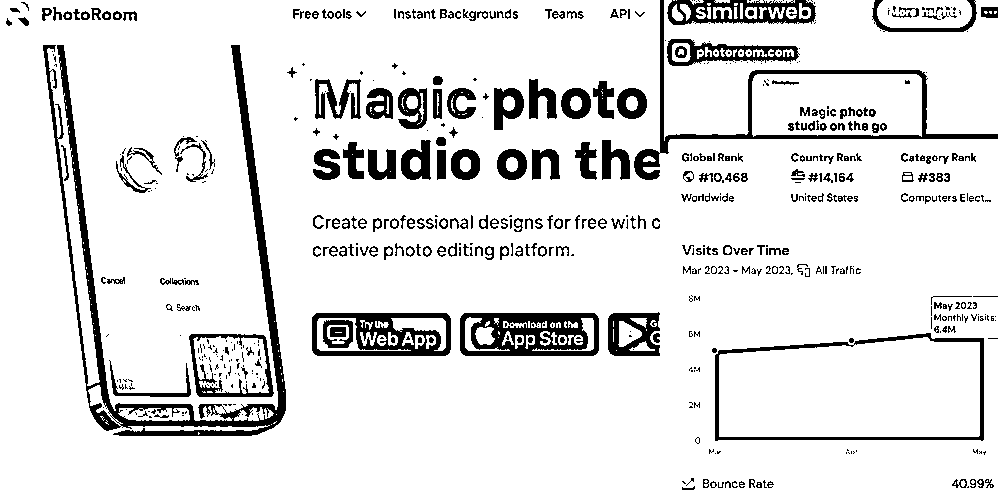 PhotoRoom
Free tools
Instant Backgrounds
Teams
API
Magic photo
studio on the
Create professional designs for free with
creative photo editing platform.
Try the
Web App
Download on the
App Store
G
Cancel
Collections
Search
Wood
similarweb
More Insights
photoroom.com
PhotoRoom
Magic photo
studio on the go
Global Rank
#10,468
Worldwide
Country Rank
#14,164
United States
Category Rank
#383
Computers Elect...
Visits Over Time
Mar 2023 - May 2023, All Traffic
8M
6M
4M
2M
0
May 2023
Monthly Visits:
6.4M
Mar
Apr
May
Bounce Rate
40.99%